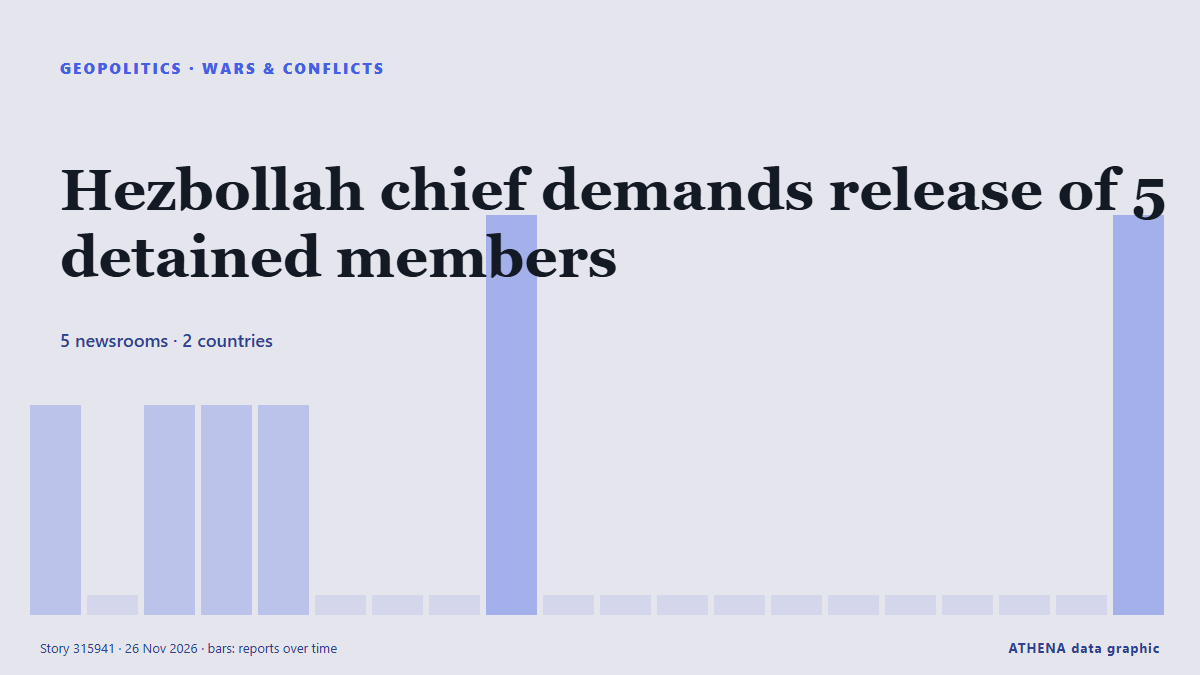 GEOPOLITICS · WARS & CONFLICTS
Hezbollah chief demands release of 5
detained members
5 newsrooms · 2 countries
Story 315941 · 26 Nov 2026 · bars: reports over time
ATHENA data graphic